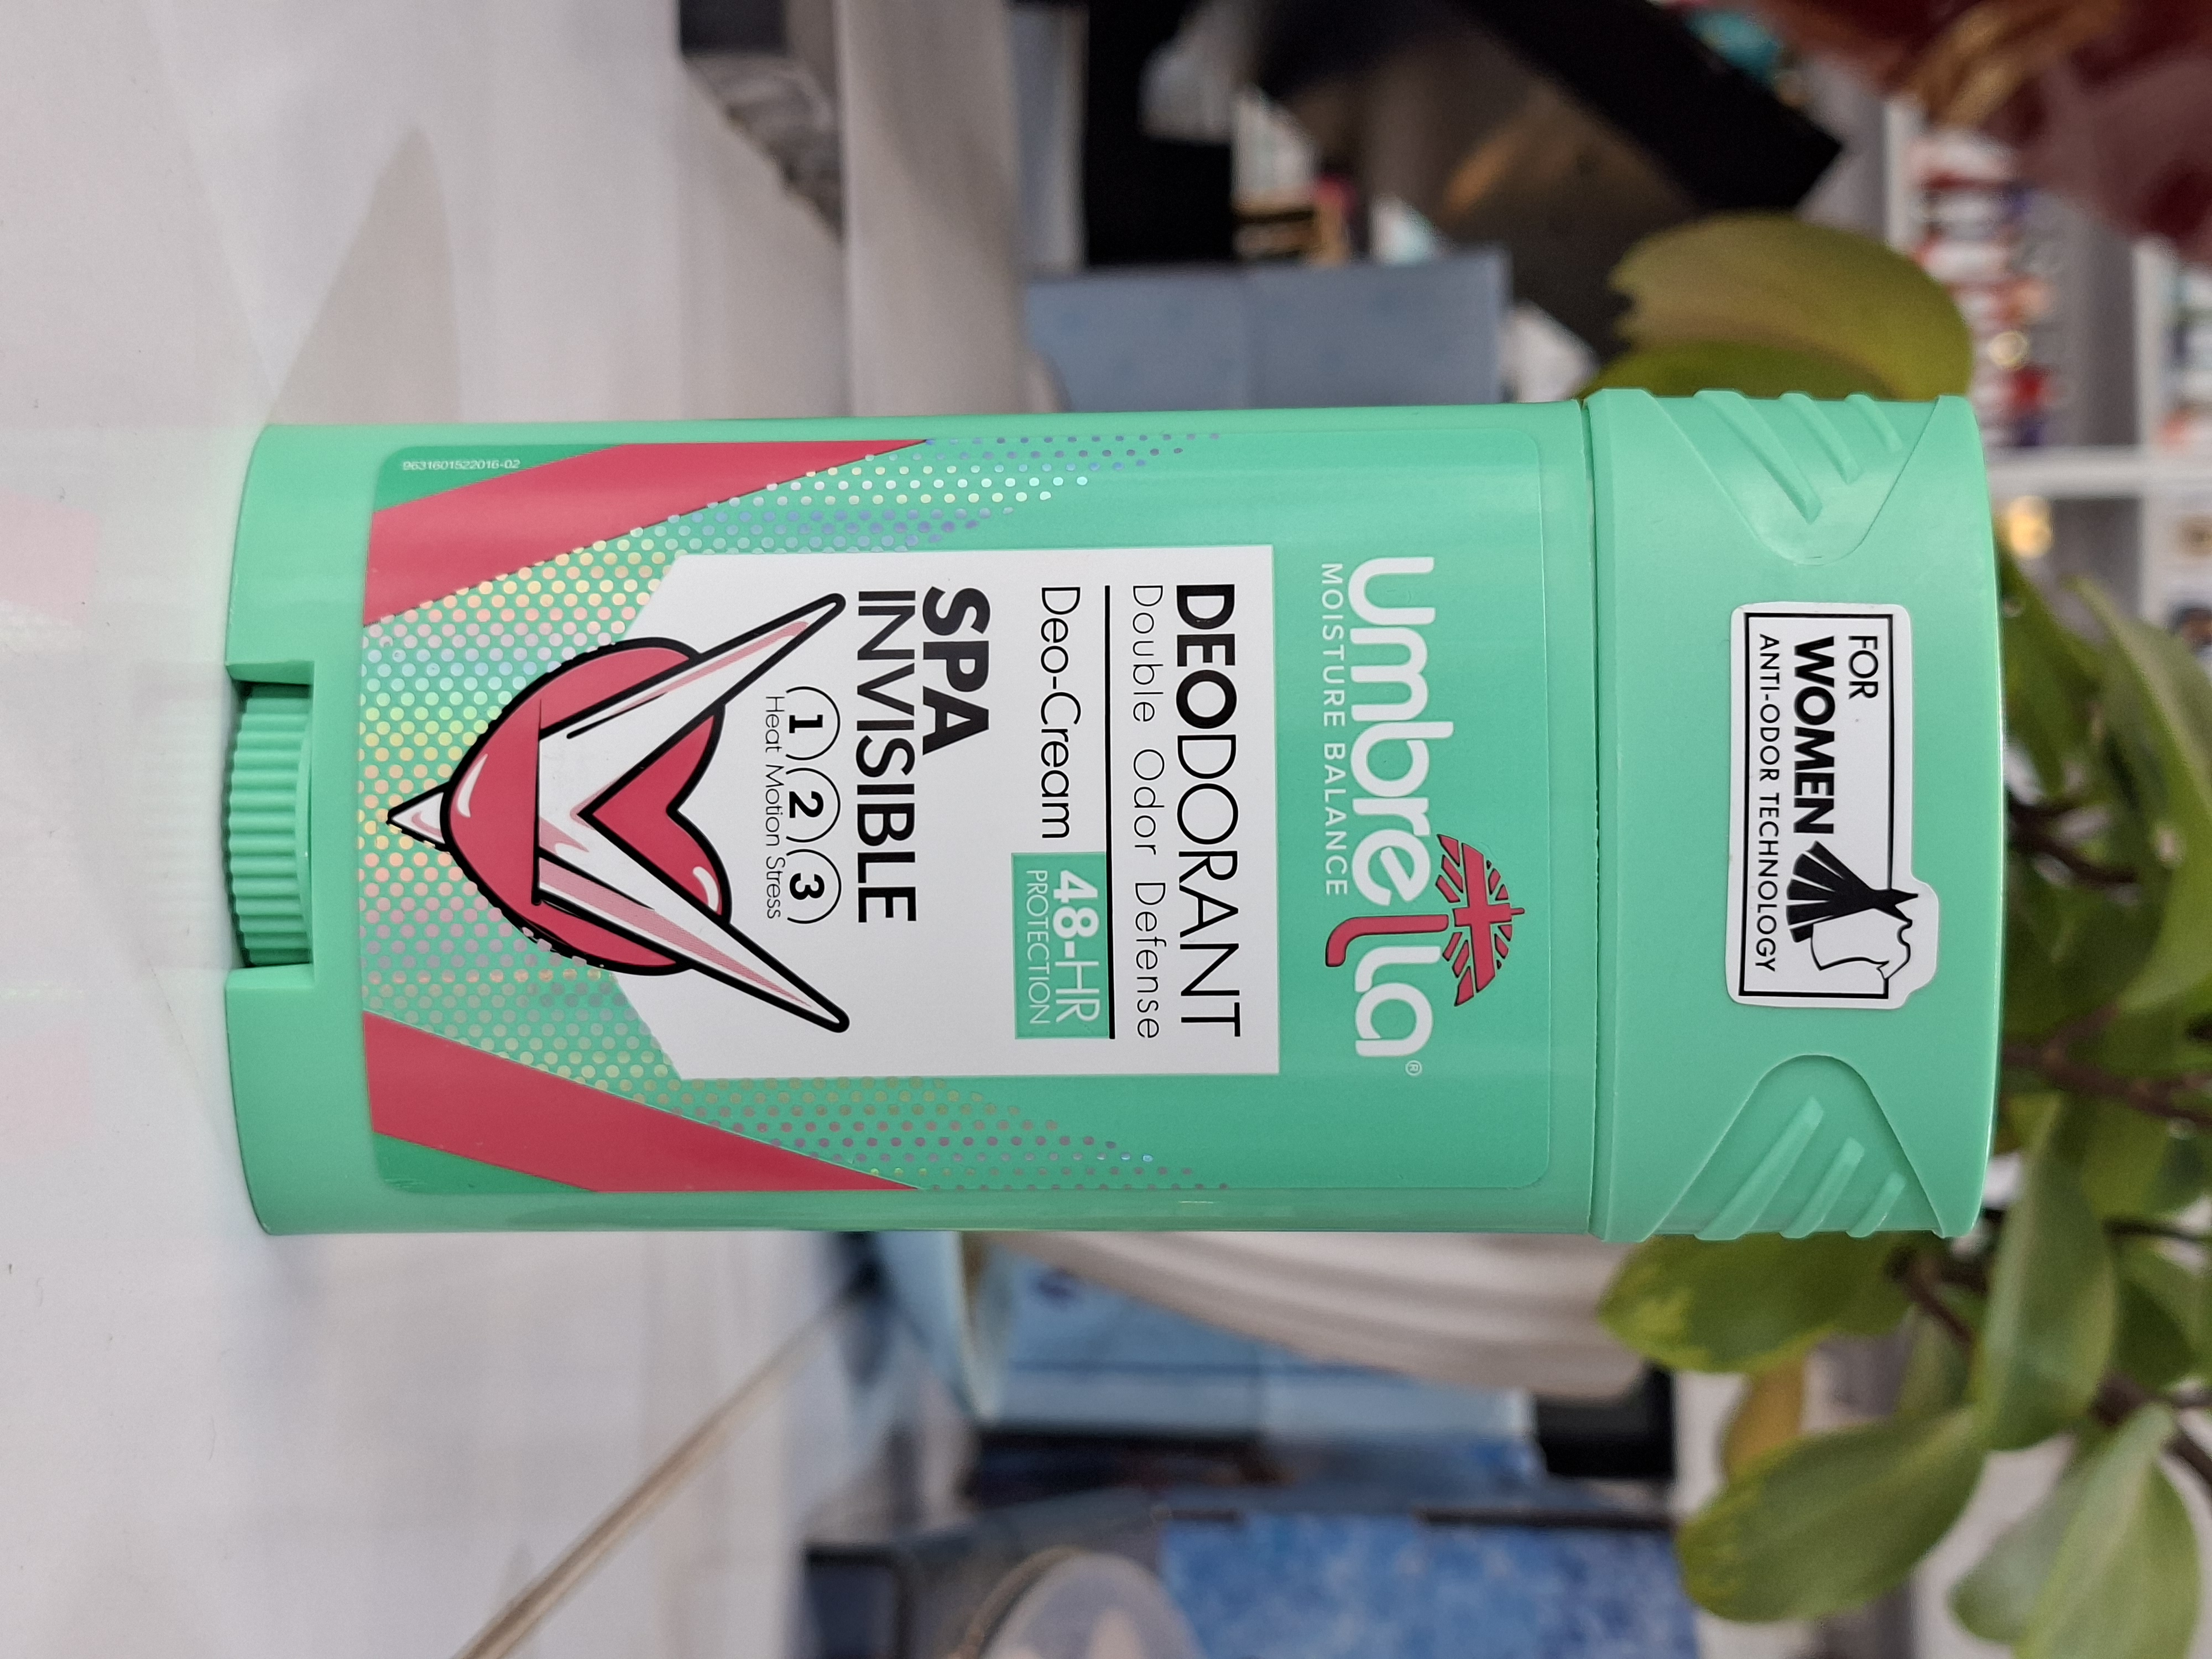 FOR
WOMEN
ANTI-ODOR TECHNOLOGY
umbrella®
MOISTURE BALANCE
DEODORANT
Double Odor Defense
Deo-Cream
48-HR
PROTECTION
SPA
INVISIBLE
1 2 3
Heat Motion Stress
9631601522016-02